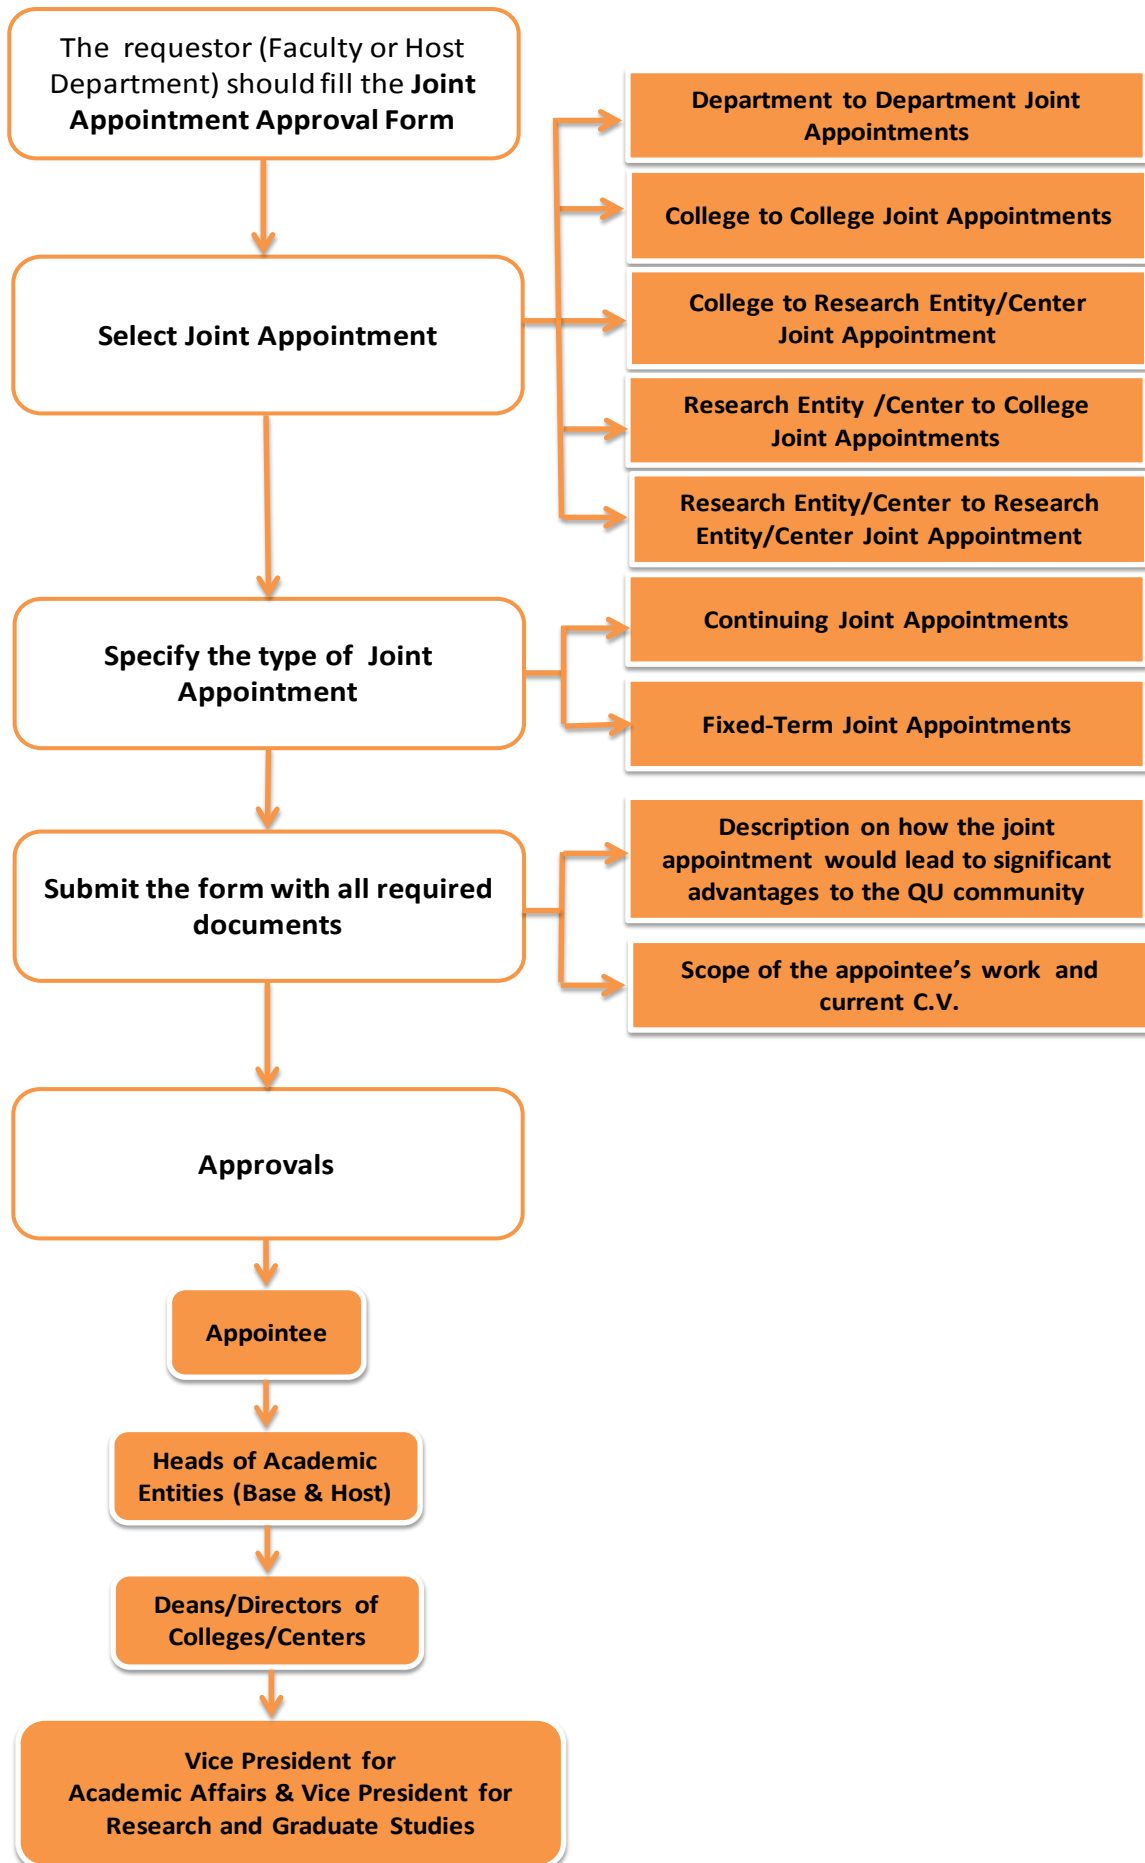 The requestor (Faculty or Host
Department) should fill the Joint
Appointment Approval Form
Department to Department Joint
Appointments
College to College Joint Appointments
Select Joint Appointment
College to Research Entity/Center
Joint Appointment
Research Entity /Center to College
Joint Appointments
Research Entity/Center to Research
Entity/Center Joint Appointment
Specify the type of Joint
Appointment
Continuing Joint Appointments
Fixed-Term Joint Appointments
Submit the form with all required
documents
Description on how the joint
appointment would lead to significant
advantages to the QU community
Scope of the appointee’s work and
current C.V.
Approvals
Appointee
Heads of Academic
Entities (Base & Host)
Deans/Directors of
Colleges/Centers
Vice President for
Academic Affairs & Vice President for
Research and Graduate Studies